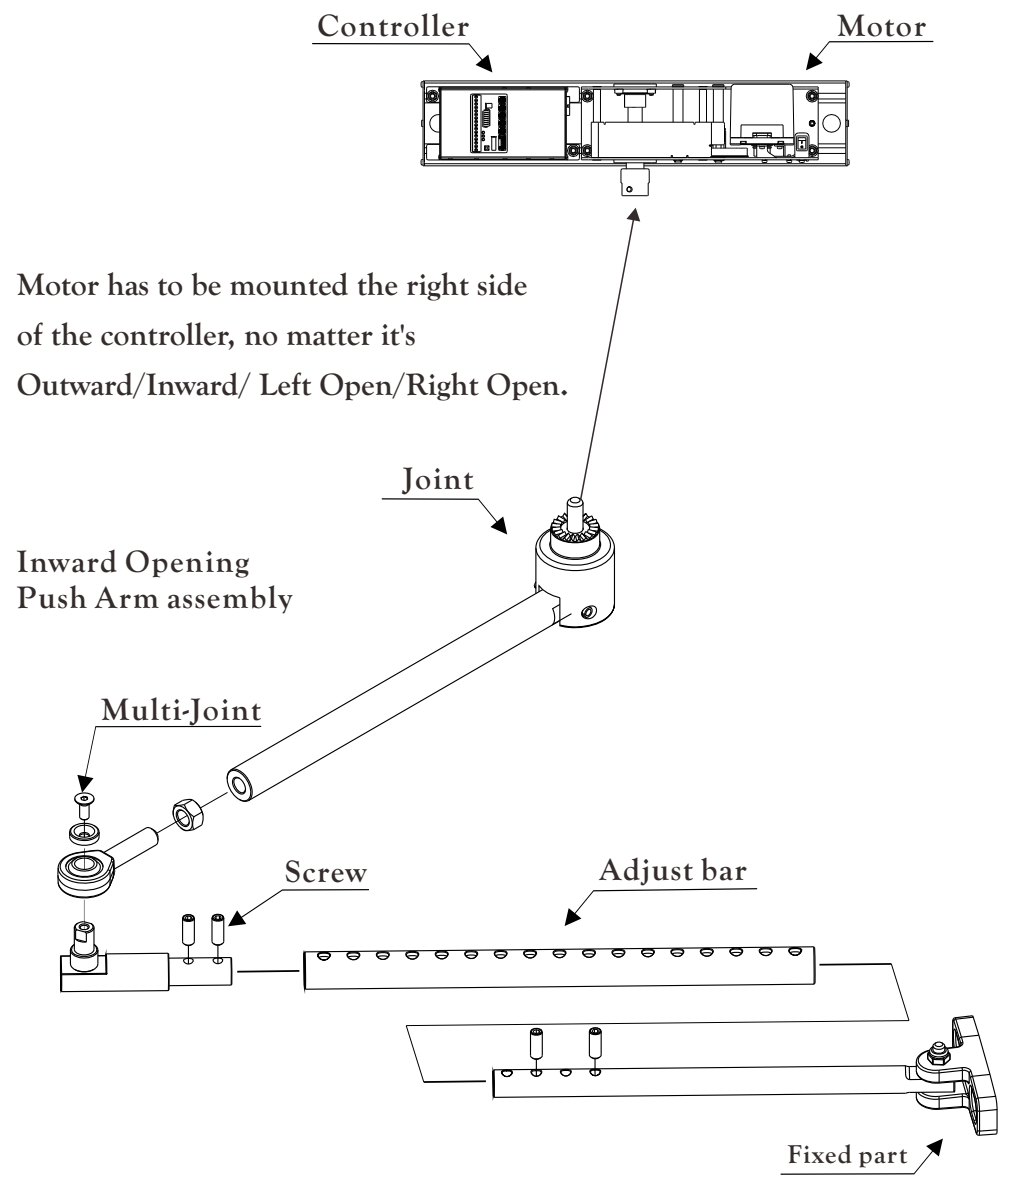 Controller
Motor
Motor has to be mounted the right side
of the controller, no matter it's
Outward/Inward/ Left Open/Right Open.
Joint
Inward Opening
Push Arm assembly
Multi-Joint
Screw
Adjust bar
Fixed part